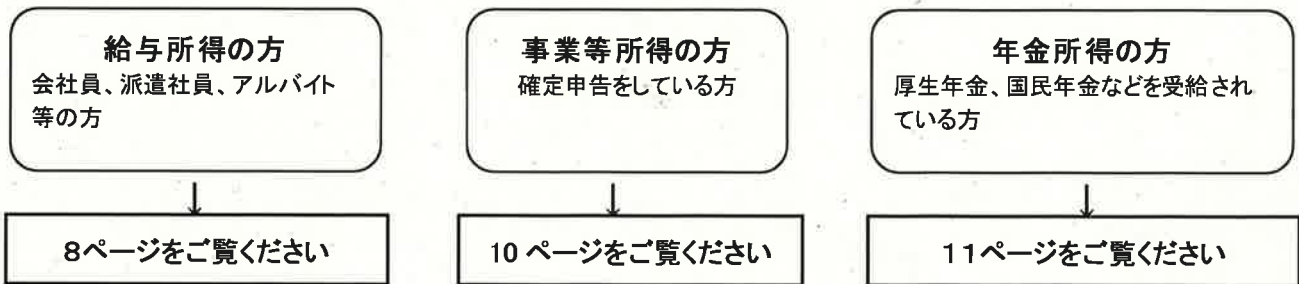 給与所得の方
会社員、派遣社員、アルバイト
等の方
8ページをご覧ください
事業等所得の方
確定申告をしている方
10 ページをご覧ください
年金所得の方
厚生年金、国民年金などを受給され
ている方
11ページをご覧ください